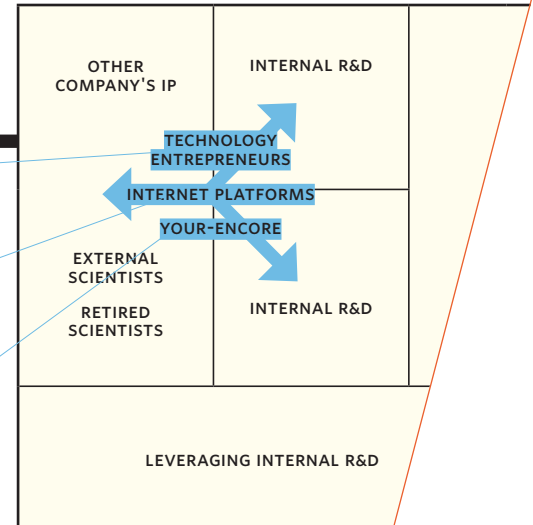 OTHER
COMPANY'S IP
INTERNAL R&D
TECHNOLOGY
ENTREPRENEURS
INTERNET PLATFORMS
YOUR-ENCORE
EXTERNAL
SCIENTISTS
RETIRED
SCIENTISTS
INTERNAL R&D
LEVERAGING INTERNAL R&D